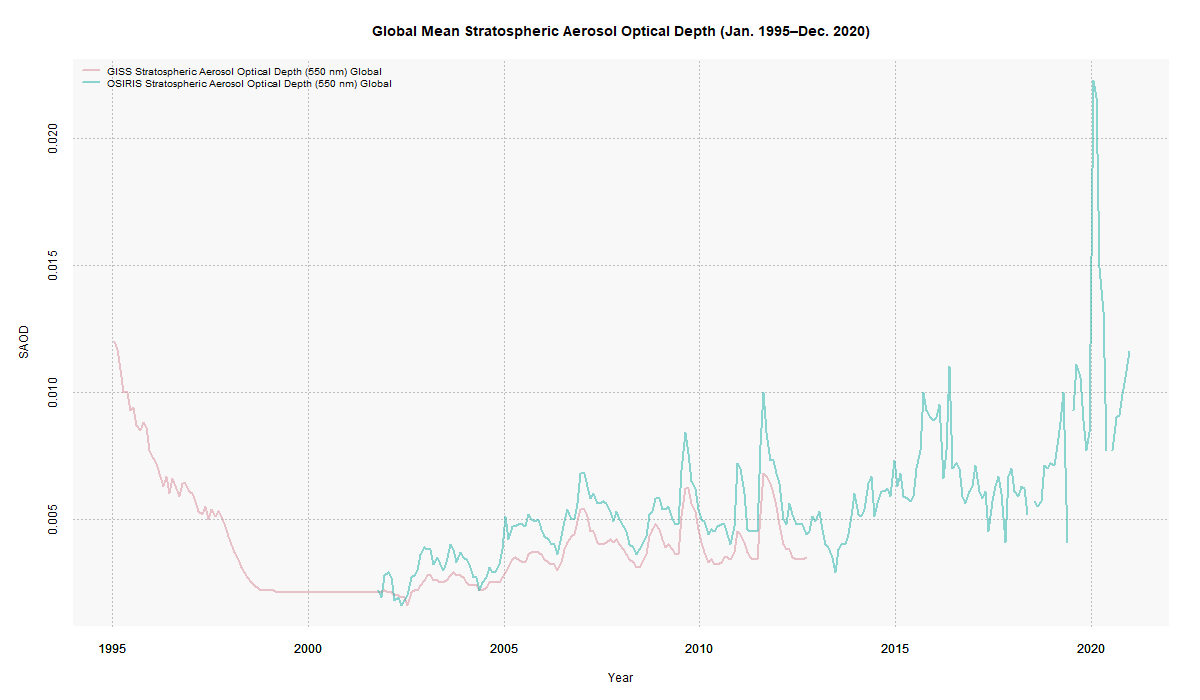 Global Mean Stratospheric Aerosol Optical Depth (Jan. 1995–Dec. 2020)
GISS Stratospheric Aerosol Optical Depth (550 nm) Global
OSIRIS Stratospheric Aerosol Optical Depth (550 nm) Global
0.020
0.015
0.010
0.005
SAOD
1995 2000 2005 2010 2015 2020
Year